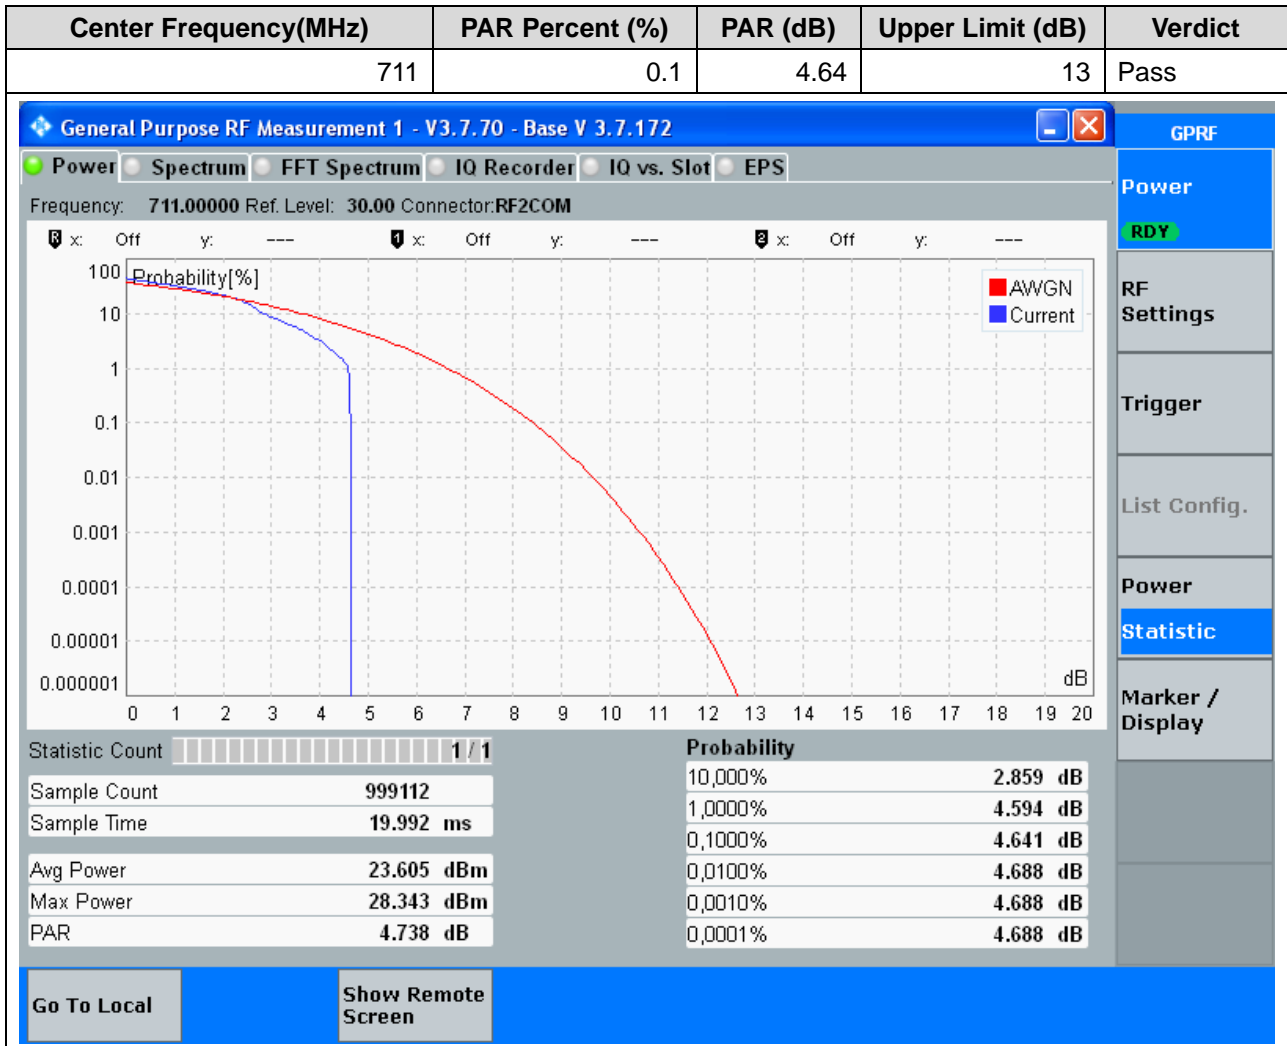 Center Frequency(MHz) PAR Percent (%) PAR (dB) Upper Limit (dB) Verdict
711 0.1 4.64 13 Pass
General Purpose RF Measurement 1 - V3.7.70 - Base V 3.7.172
GPRF
Power Spectrum FFT Spectrum IQ Recorder IQ vs. Slot EPS
Frequency: 711.00000 Ref. Level: 30.00 Connector:RF2COM
R x: Off y: --- 1 x: Off y: --- 2 x: Off y: ---
Probability[%]
AWGN
Current
100
10
1
0.1
0.01
0.001
0.0001
0.00001
0.000001
dB
0 1 2 3 4 5 6 7 8 9 10 11 12 13 14 15 16 17 18 19 20
Statistic Count 1 / 1
Sample Count 999112
Sample Time 19.992 ms
Avg Power 23.605 dBm
Max Power 28.343 dBm
PAR 4.738 dB
Probability
10,000% 2.859 dB
1,0000% 4.594 dB
0,1000% 4.641 dB
0,0100% 4.688 dB
0,0010% 4.688 dB
0,0001% 4.688 dB
Power
RDY
RF
Settings
Trigger
List Config.
Power
Statistic
Marker /
Display
Go To Local
Show Remote
Screen